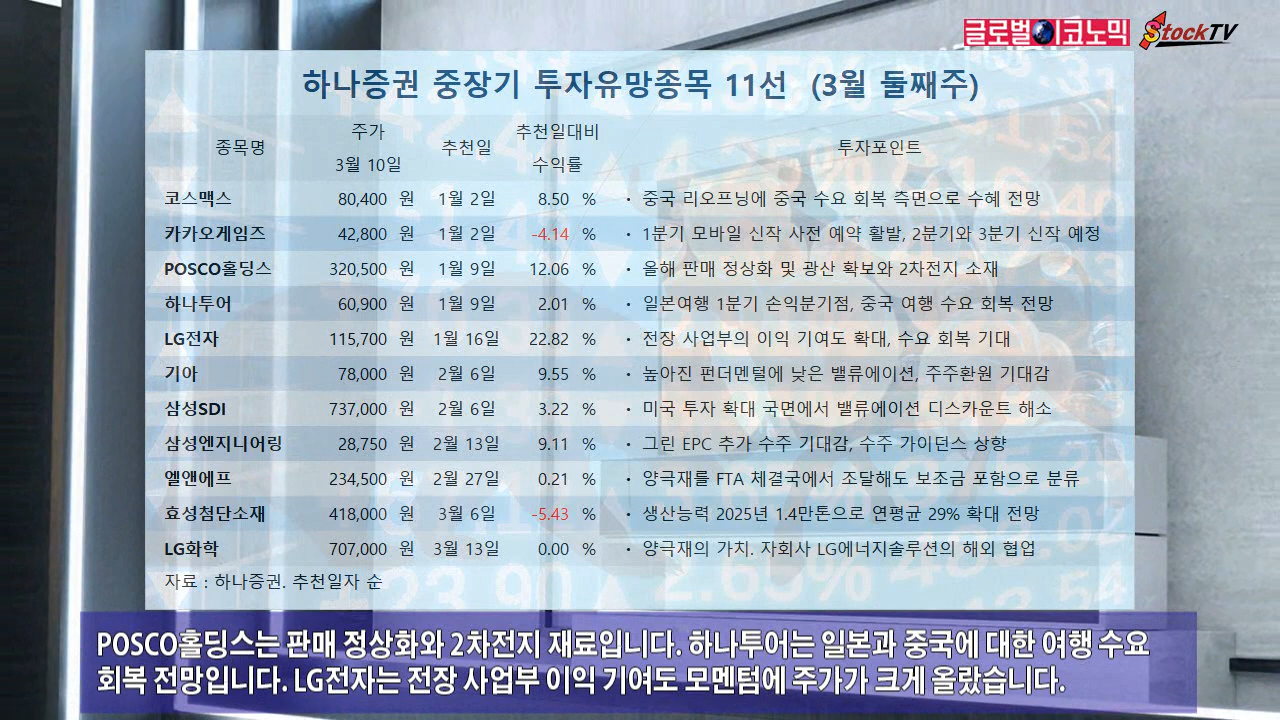 글로벌이코노믹 StockTV
하나증권 중장기 투자유망종목 11선 (3월 둘째주)
종목명 주가 3월 10일 추천일 추천일대비 수익률 투자포인트
코스맥스 80,400 원 1월 2일 8.50 % • 중국 리오프닝에 중국 수요 회복 측면으로 수혜 전망
카카오게임즈 42,800 원 1월 2일 -4.14 % • 1분기 모바일 신작 사전 예약 활발, 2분기와 3분기 신작 예정
POSCO홀딩스 320,500 원 1월 9일 12.06 % • 올해 판매 정상화 및 광산 확보와 2차전지 소재
하나투어 60,900 원 1월 9일 2.01 % • 일본여행 1분기 손익분기점, 중국 여행 수요 회복 전망
LG전자 115,700 원 1월 16일 22.82 % • 전장 사업부의 이익 기여도 확대, 수요 회복 기대
기아 78,000 원 2월 6일 9.55 % • 높아진 펀더멘털에 낮은 밸류에이션, 주주환원 기대감
삼성SDI 737,000 원 2월 6일 3.22 % • 미국 투자 확대 국면에서 밸류에이션 디스카운트 해소
삼성엔지니어링 28,750 원 2월 13일 9.11 % • 그린 EPC 추가 수주 기대감, 수주 가이던스 상향
엘앤에프 234,500 원 2월 27일 0.21 % • 양극재를 FTA 체결국에서 조달해도 보조금 포함으로 분류
효성첨단소재 418,000 원 3월 6일 -5.43 % • 생산능력 2025년 1.4만톤으로 연평균 29% 확대 전망
LG화학 707,000 원 3월 13일 0.00 % • 양극재의 가치. 자회사 LG에너지솔루션의 해외 협업
자료 : 하나증권. 추천일자 순
POSCO홀딩스는 판매 정상화와 2차전지 재료입니다. 하나투어는 일본과 중국에 대한 여행 수요
회복 전망입니다. LG전자는 전장 사업부 이익 기여도 모멘텀에 주가가 크게 올랐습니다.